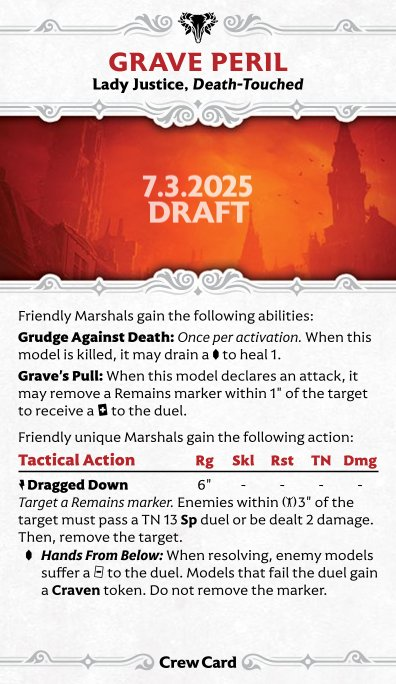 GRAVE PERIL
Lady Justice, Death-Touched
7.3.2025
DRAFT
Friendly Marshals gain the following abilities:
Grudge Against Death: Once per activation. When this
model is killed, it may drain a to heal 1.
Grave's Pull: When this model declares an attack, it
may remove a Remains marker within 1" of the target
to receive a + to the duel.
Friendly unique Marshals gain the following action:
Tactical Action Rg Skl Rst TN Dmg
Dragged Down 6" - - - -
Target a Remains marker. Enemies within 3" of the
target must pass a TN 13 Sp duel or be dealt 2 damage.
Then, remove the target.
Hands From Below: When resolving, enemy models
suffer a - to the duel. Models that fail the duel gain
a Craven token. Do not remove the marker.
Crew Card